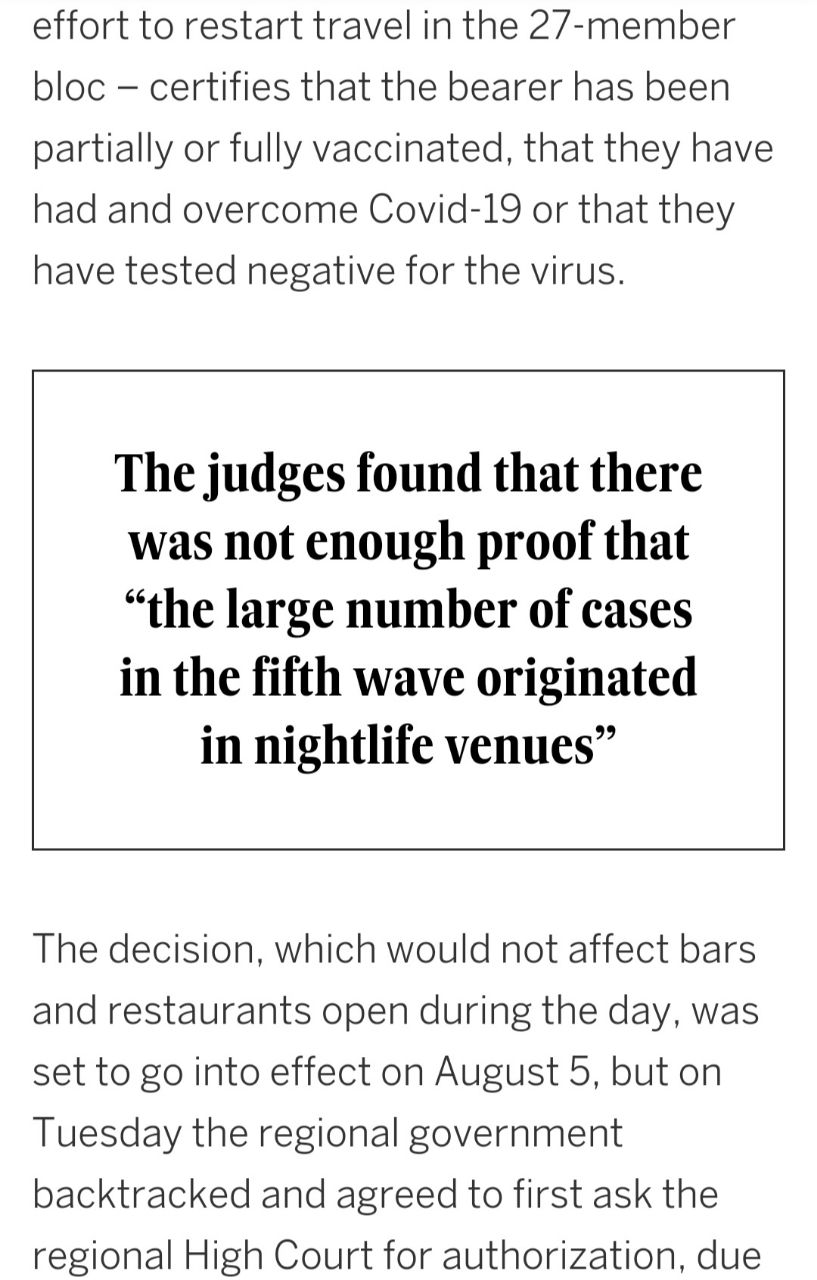 effort to restart travel in the 27-member
bloc – certifies that the bearer has been
partially or fully vaccinated, that they have
had and overcome Covid-19 or that they
have tested negative for the virus.
The judges found that there
was not enough proof that
“the large number of cases
in the fifth wave originated
in nightlife venues”
The decision, which would not affect bars
and restaurants open during the day, was
set to go into effect on August 5, but on
Tuesday the regional government
backtracked and agreed to first ask the
regional High Court for authorization, due